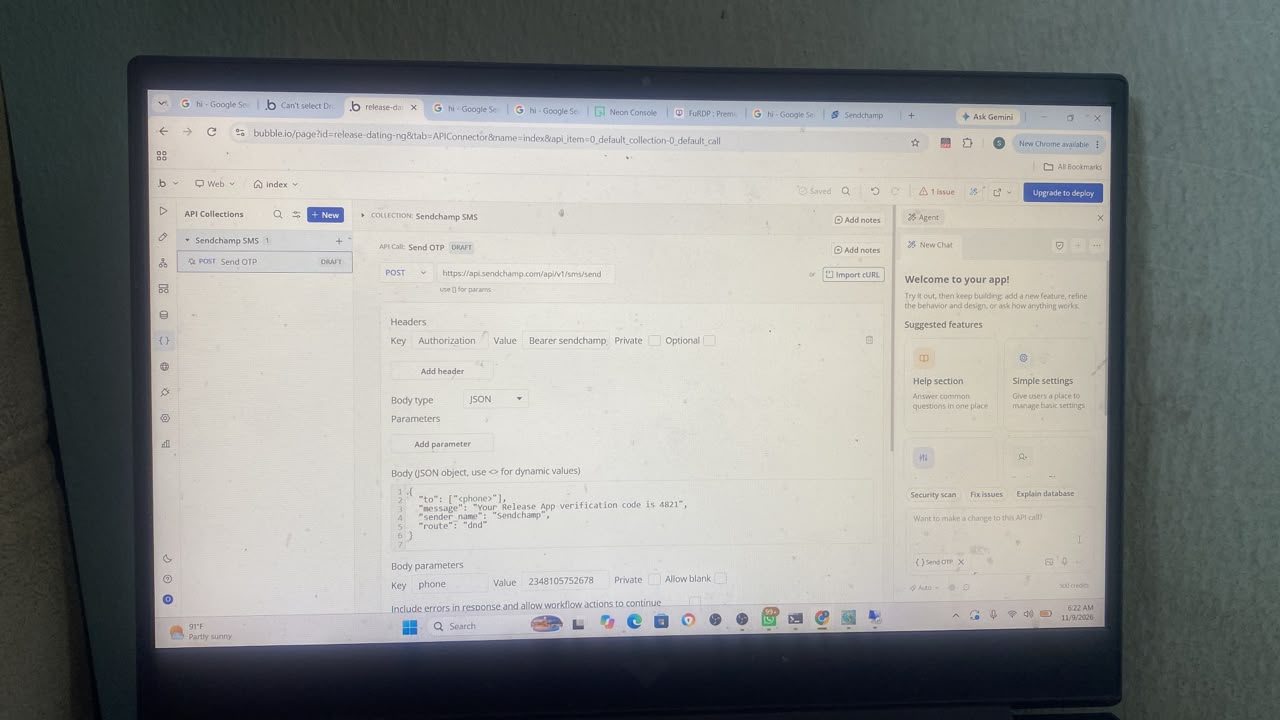 hi - Google Se
Can't select Dr
release-da
hi - Google Se
hi - Google Se
Neon Console
FuRDP : Premi
hi - Google Se
Sendchamp
Ask Gemini
bubble.io/page?id=release-dating-ng&tab=APIConnector&name=index&api_item=0_default_collection-0_default_call
New Chrome available
All Bookmarks
Web
index
Saved
1 issue
Upgrade to deploy
API Collections
+ New
COLLECTION: Sendchamp SMS
Add notes
Agent
Sendchamp SMS 1
API Call: Send OTP DRAFT
Add notes
New Chat
POST Send OTP DRAFT
POST
https://api.sendchamp.com/api/v1/sms/send
or
Import cURL
use [] for params
Welcome to your app!
Try it out, then keep building: add a new feature, refine
the behavior and design, or ask how anything works.
Headers
Suggested features
Key Authorization Value Bearer sendchamp Private Optional
Add header
Help section
Answer common
questions in one place
Simple settings
Give users a place to
manage basic settings
Body type JSON
Parameters
Add parameter
Body (JSON object, use <> for dynamic values)
Security scan
Fix issues
Explain database
1 {
2 "to": ["<phone>"],
3 "message": "Your Release App verification code is 4821",
4 "sender_name": "Sendchamp",
5 "route": "dnd"
6 }
7
Want to make a change to this API call?
Send OTP
Auto
Body parameters
Key phone Value 2348105752678 Private Allow blank
Include errors in response and allow workflow actions to continue
91°F
Partly sunny
Search
99+
6:22 AM
11/9/2026